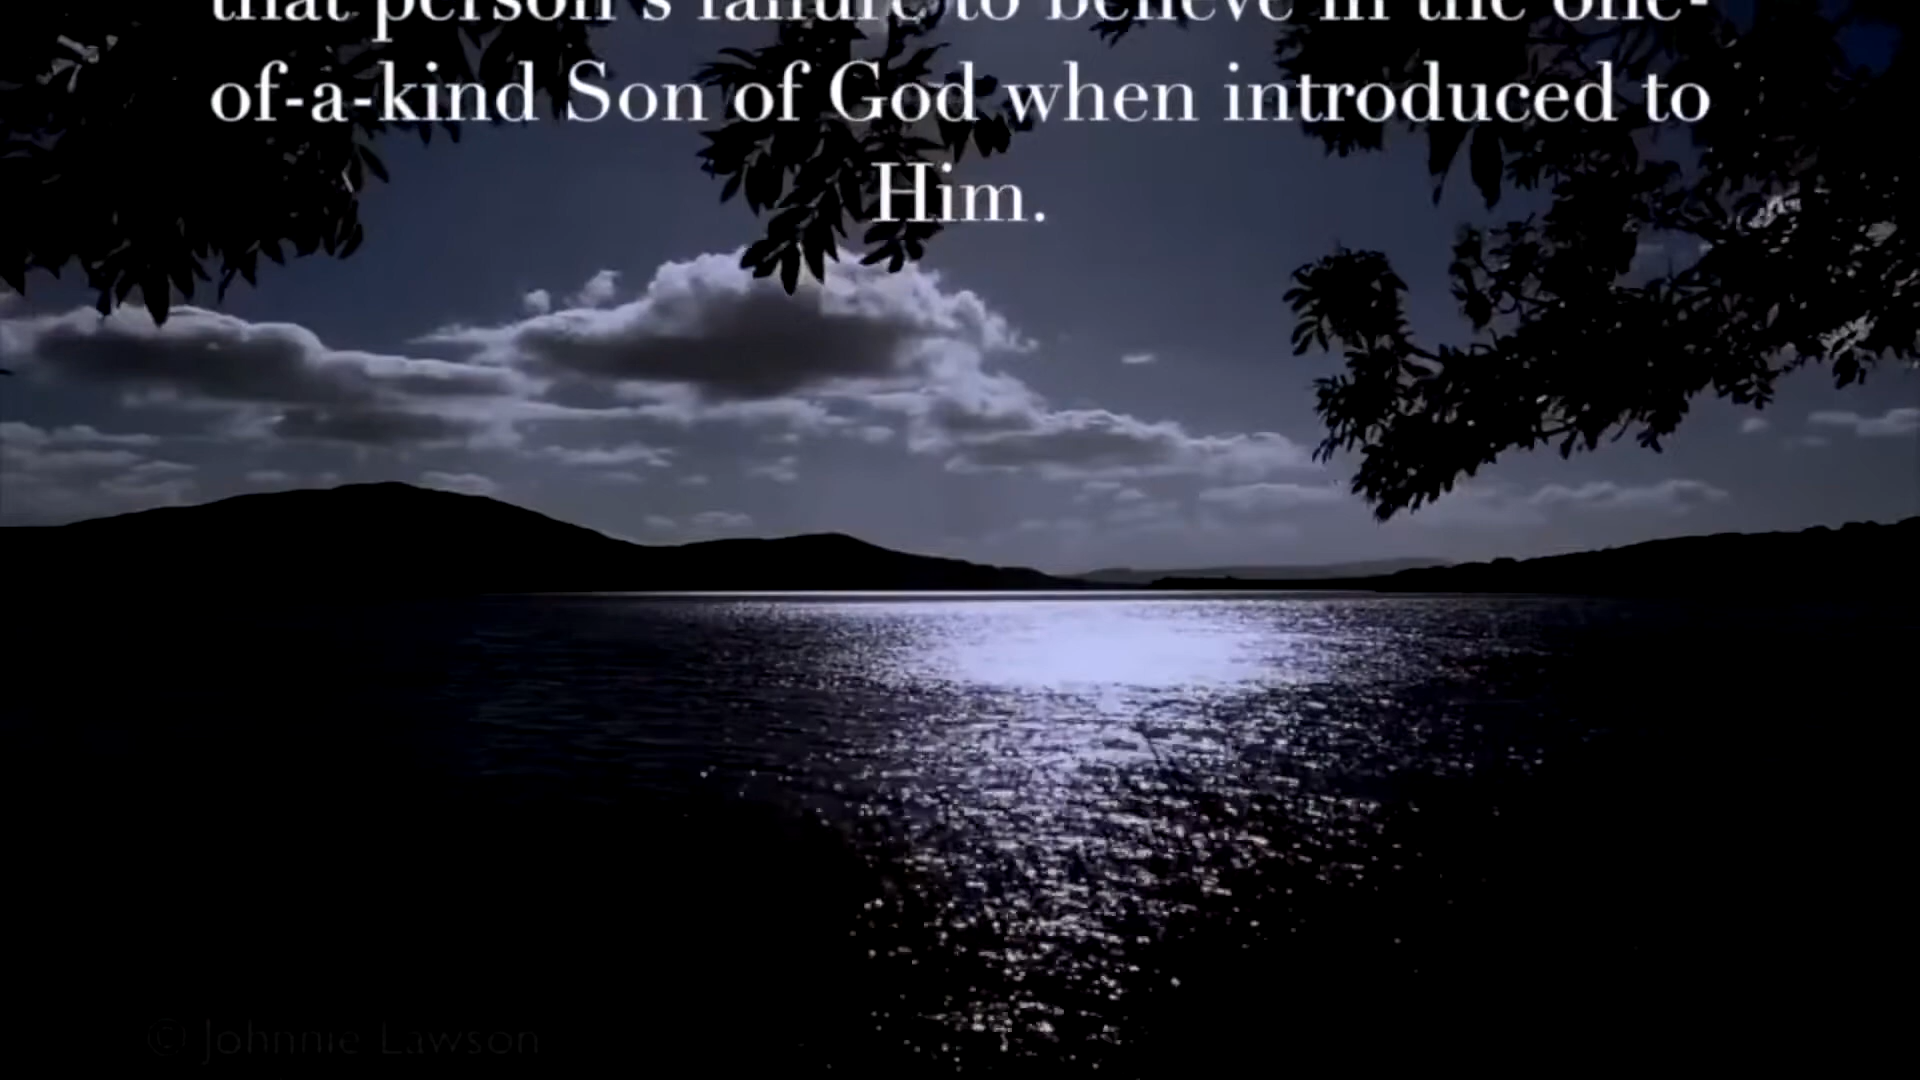 that person's failure to believe in the one-
of-a-kind Son of God when introduced to
Him.
© Johnnie Lawson